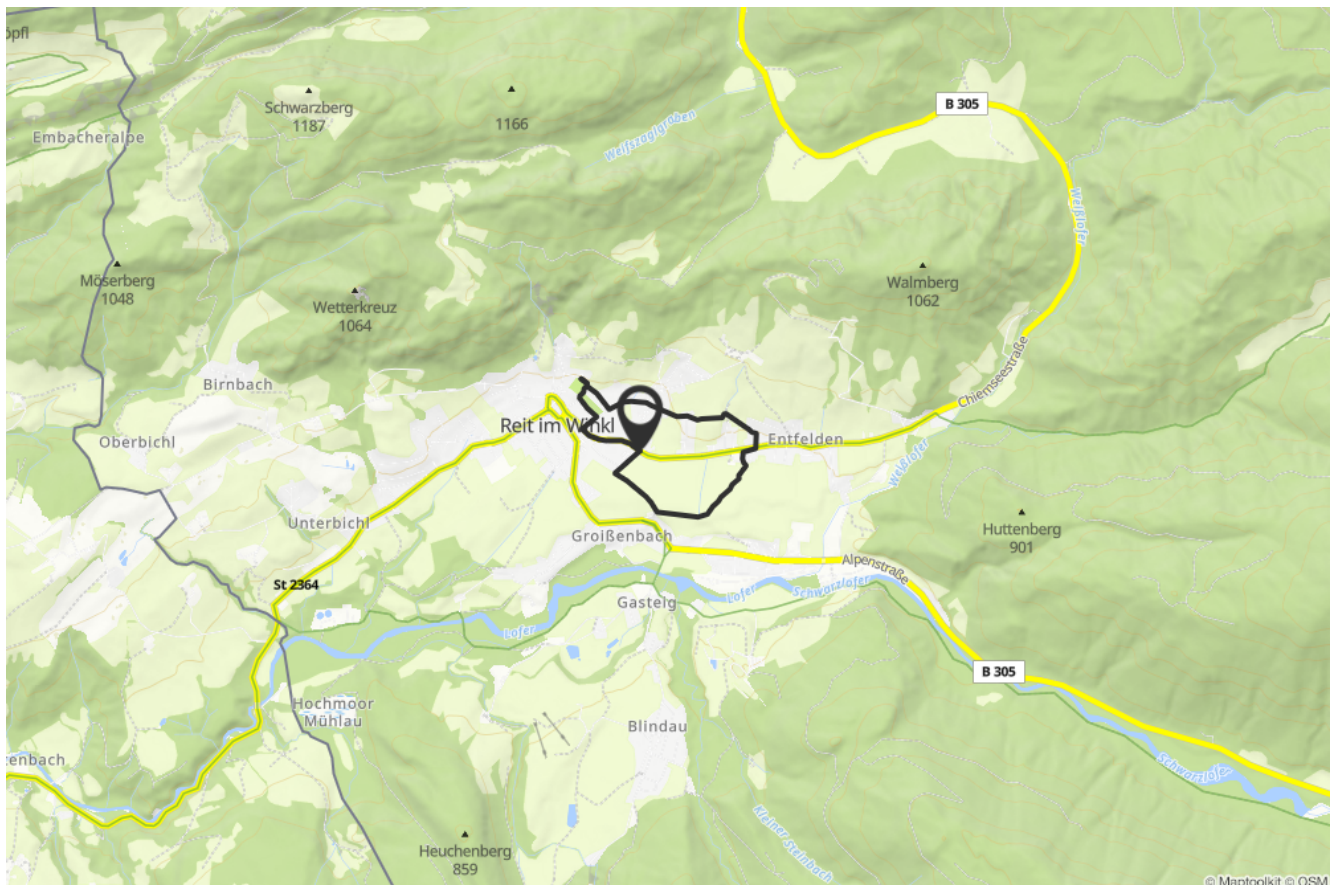 öpfl
Schwarzberg
1187
1166
B 305
Embacheralpe
Weißlofer
Möserberg
1048
Wetterkreuz
1064
Walmberg
1062
Chiemseestraße
Birnbach
Reit im Winkl
Oberbichl
Entfelden
Weißlofer
Unterbichl
Groißenbach
Huttenberg
901
Alpenstraße
St 2364
Gasteig
Lofer
Schwarzlofer
Lofer
B 305
Hochmoor
Mühlau
Blindau
zenbach
Schwarzlofer
Kleiner Steinbach
Heuchenberg
859
© Maptoolkit © OSM